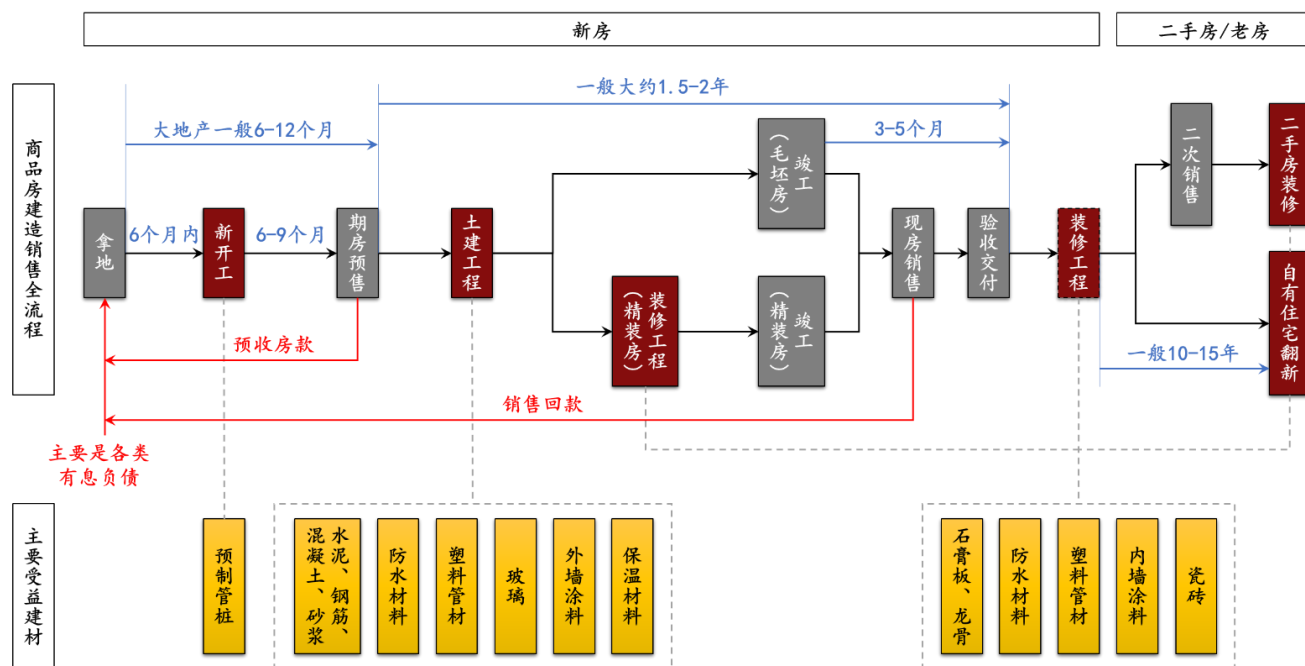 新房
二手房/老房
商品房建造销售全流程
一般大约1.5-2年
大地产一般6-12个月
3-5个月
拿地
6个月内
新开工
6-9个月
期房预售
土建工程
竣工
(毛坯房)
装修工程
(精装房)
竣工
(精装房)
现房销售
验收交付
装修工程
二次销售
二手房装修
自有住宅翻新
一般10-15年
预收房款
销售回款
主要是各类
有息负债
主要受益建材
预制管桩
水泥、钢筋、
混凝土、砂浆
防水材料
塑料管材
玻璃
外墙涂料
保温材料
石膏板、龙骨
防水材料
塑料管材
内墙涂料
瓷砖